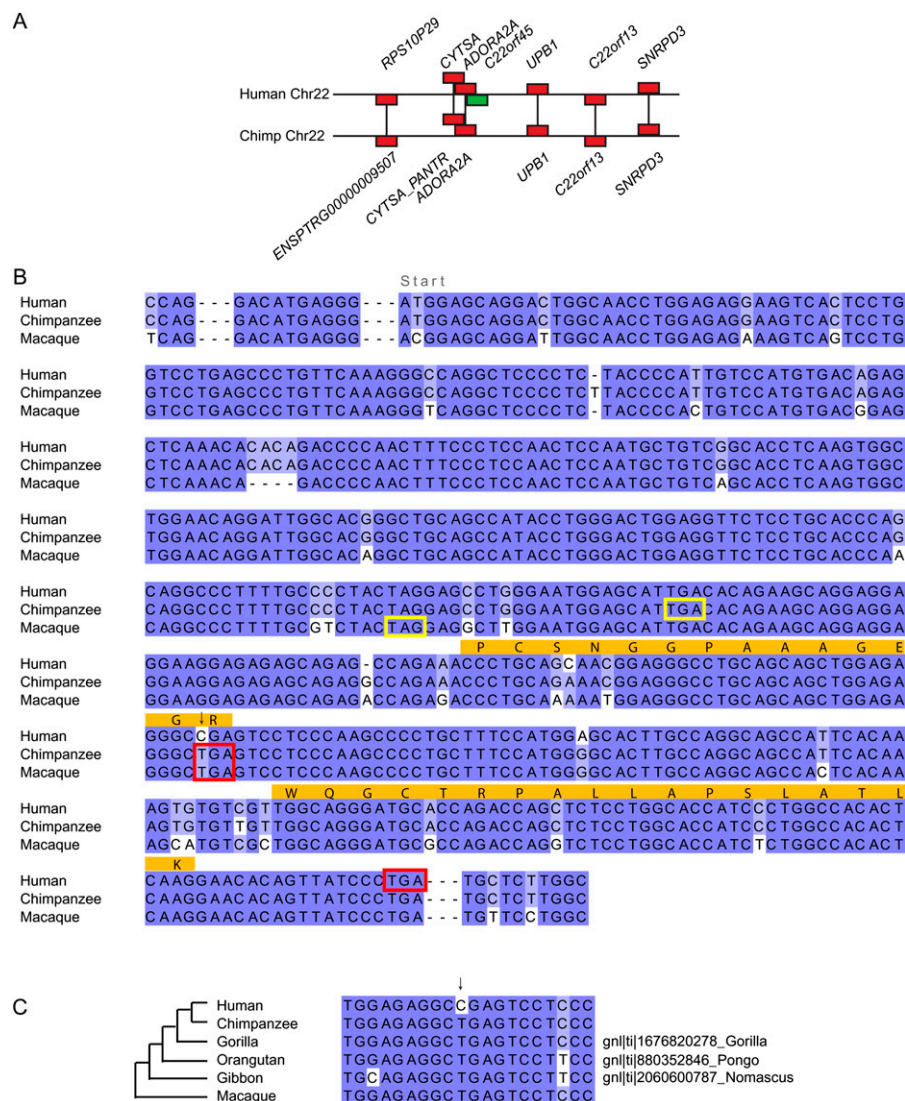 A
RPS10P29
CYTSA
ADORA2A
C22orf45
UPB1
C22orf13
SNRPD3
Human Chr22
Chimp Chr22
ENSPTRG00000009507
CYTSA_PANTR
ADORA2A
UPB1
C22orf13
SNRPD3
B
Start
Human CCAG---GACATGAGGG---ATGGAGCAGGACTGGCAACCTGGAGAGGAAGTCACTCCTG
Chimpanzee CCAG---GACATGAGGG---ATGGAGCAGGACTGGCAACCTGGAGAGGAAGTCACTCCTG
Macaque TCAG---GACATGAGGG---ACGGAGCAGGATTGGCAACCTGGAGAGAAAGTCAGTCCTG
Human GTCCTGAGCCCTGTTCAAAGGGCCAGGCTCCCCTC-TACCCCATTGTCCATGTGACAGAG
Chimpanzee GTCCTGAGCCCTGTTCAAAGGGCCAGGCTCCCCTCTTACCCCATTGTCCATGTGACAGAG
Macaque GTCCTGAGCCCTGTTCAAAGGGTCAGGCTCCCCTC-TACCCCACTGTCCATGTGACGGAG
Human CTCAAACACACAGACCCCAACTTTCCCTCCAACTCCAATGCTGTCGGCACCTCAAGTGGC
Chimpanzee CTCAAACACACAGACCCCAACTTTCCCTCCAACTCCAATGCTGTCGGCACCTCAAGTGGC
Macaque CTCAAACA----GACCCCAACTTTCCCTCCAACTCCAATGCTGTCAGCACCTCAAGTGGC
Human TGGAACAGGATTGGCACGGGCTGCAGCCATACCTGGGACTGGAGGTTCTCCTGCACCCAG
Chimpanzee TGGAACAGGATTGGCACAGGCTGCAGCCATACCTGGGACTGGAGGTTCTCCTGCACCCAG
Macaque TGGAACAGGATTGGCACAGGCTGCAGCCATACCTGGGACTGGAGGTTCTCCTGCACCCAA
Human CAGGCCCTTTTGCCCCTACTAGGAGCCTGGGAATGGAGCATTGACACAGAAGCAGGAGGA
Chimpanzee CAGGCCCTTTTGCCCCTACTAGGAGCCTGGGAATGGAGCATTGACACAGAAGCAGGAGGA
Macaque CAGGCCCTTTTGCGTCTACTAGGAGGCTTGGAATGGAGCATTGACACAGAAGCAGGAGGA
P C S N G G P A A A G E
Human GGAAGGAGAGAGCAGAG-CCAGAAACCCTGCAGCAACGGAGGGCCTGCAGCAGCTGGAGA
Chimpanzee GGAAGGAGAGAGCAGAGGCCAGAAACCCTGCAGAAACGGAGGGCCTGCAGCAGCTGGAGA
Macaque GGAAGGAGAGAGCAGAGACCAGAGACCCTGCAAAAATGGAGGGCCTGCAGCAGCTGGAGA
G ↓ R
Human GGGCCGAGTCCTCCCAAGCCCCTGCTTTCCATGGAGCACTTGCCAGGCAGCCATTCACAA
Chimpanzee GGGCTGAGTCCTCCCAAGCCCCTGCTTTCCATGGGGCACTTGCCAGGCAGCCATTCACAA
Macaque GGGCTGAGTCCTCCCAAGCCCCTGCTTTCCATGGGGCACTTGCCAGGCAGCCACTCACAA
W Q G C T R P A L L A P S L A T L
Human AGTGTGTCGTTGGCAGGGATGCACCAGACCAGCTCTCCTGGCACCATCCCTGGCCACACT
Chimpanzee AGTGTGTTGTTGGCAGGGATGCACCAGACCAGCTCTCCTGGCACCATCCCTGGCCACACT
Macaque AGCATGTCGCTGGCAGGGATGCGCCAGACCAGGTCTCCTGGCACCATCTCTGGCCACACT
K
Human CAAGGAACACAGTTATCCCTGA---TGCTCTTGGC
Chimpanzee CAAGGAACACAGTTATCCCTGA---TGCTCTTGGC
Macaque CAAGGAACACAGTTATCCCTGA---TGTTCCTGGC
C
↓
Human TGGAGAGGCCGAGTCCTCCC
Chimpanzee TGGAGAGGCTGAGTCCTCCC
Gorilla TGGAGAGGCTGAGTCCTCCC gnl|ti|1676820278_Gorilla
Orangutan TGGAGAGGCTGAGTCCTTCC gnl|ti|880352846_Pongo
Gibbon TGCAGAGGCTGAGTCCTTCC gnl|ti|2060600787_Nomascus
Macaque TGGAGAGGCTGAGTCCTCCC